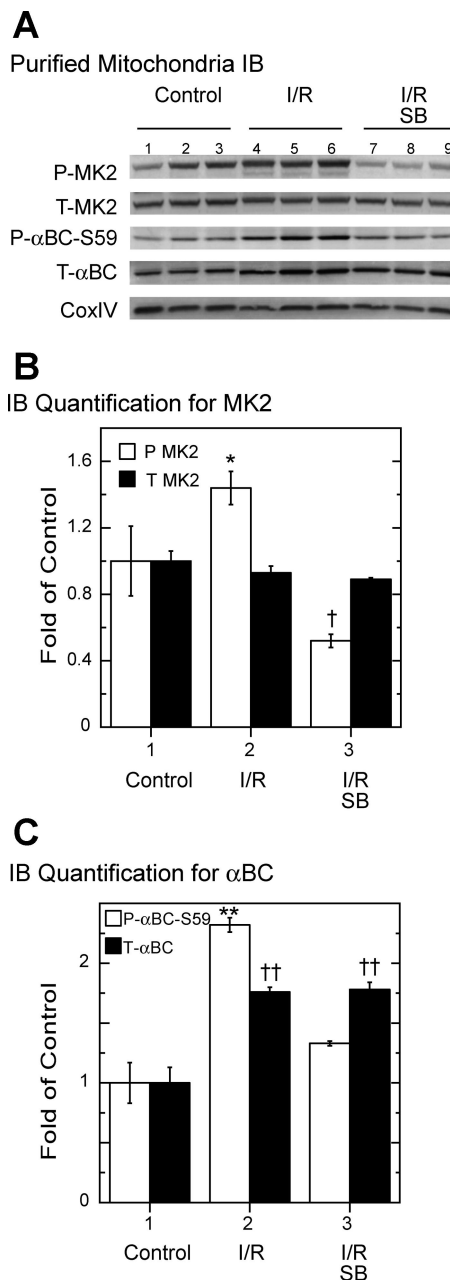 A
Purified Mitochondria IB
Control I/R I/R
SB
1 2 3 4 5 6 7 8 9
P-MK2
T-MK2
P-αBC-S59
T-αBC
CoxIV
B
IB Quantification for MK2
P MK2
T MK2
*
†
1.6
1.2
0.8
0.4
0
Fold of Control
1 2 3
Control I/R I/R
SB
C
IB Quantification for αBC
P-αBC-S59
T-αBC
**
†† ††
2
1
0
Fold of Control
1 2 3
Control I/R I/R
SB